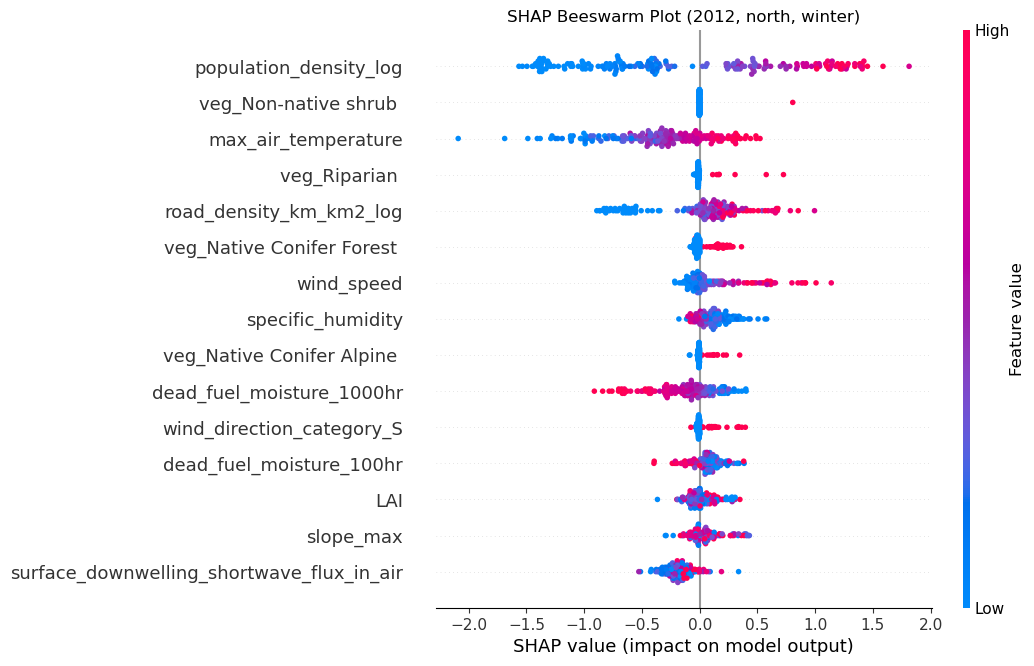 SHAP Beeswarm Plot (2012, north, winter)
High
population_density_log
veg_Non-native shrub
max_air_temperature
veg_Riparian
road_density_km_km2_log
veg_Native Conifer Forest
wind_speed
specific_humidity
veg_Native Conifer Alpine
dead_fuel_moisture_1000hr
wind_direction_category_S
dead_fuel_moisture_100hr
LAI
slope_max
surface_downwelling_shortwave_flux_in_air
Feature value
Low
−2.0 −1.5 −1.0 −0.5 0.0 0.5 1.0 1.5 2.0
SHAP value (impact on model output)